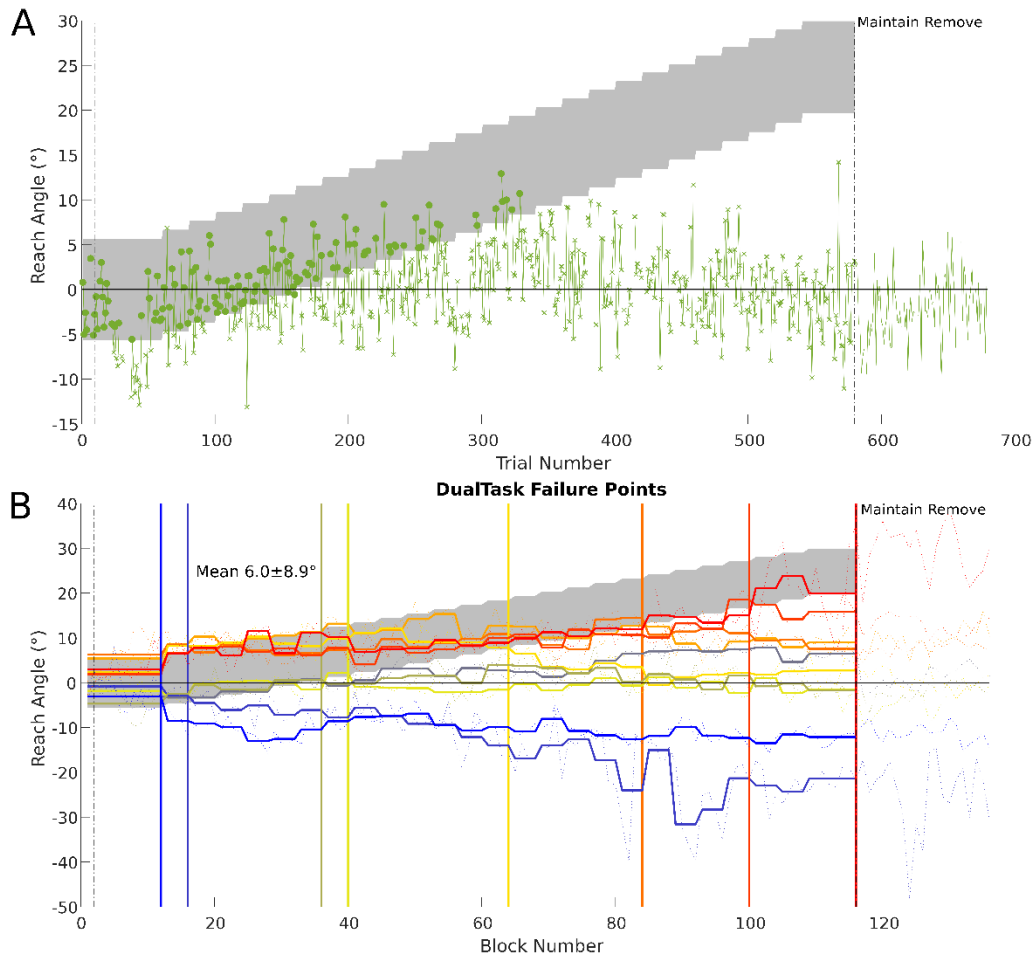 A
Maintain Remove
Reach Angle (°)
30
25
20
15
10
5
0
-5
-10
-15
0 100 200 300 400 500 600 700
Trial Number
B
DualTask Failure Points
Maintain Remove
Mean 6.0±8.9°
Reach Angle (°)
40
30
20
10
0
-10
-20
-30
-40
-50
0 20 40 60 80 100 120
Block Number